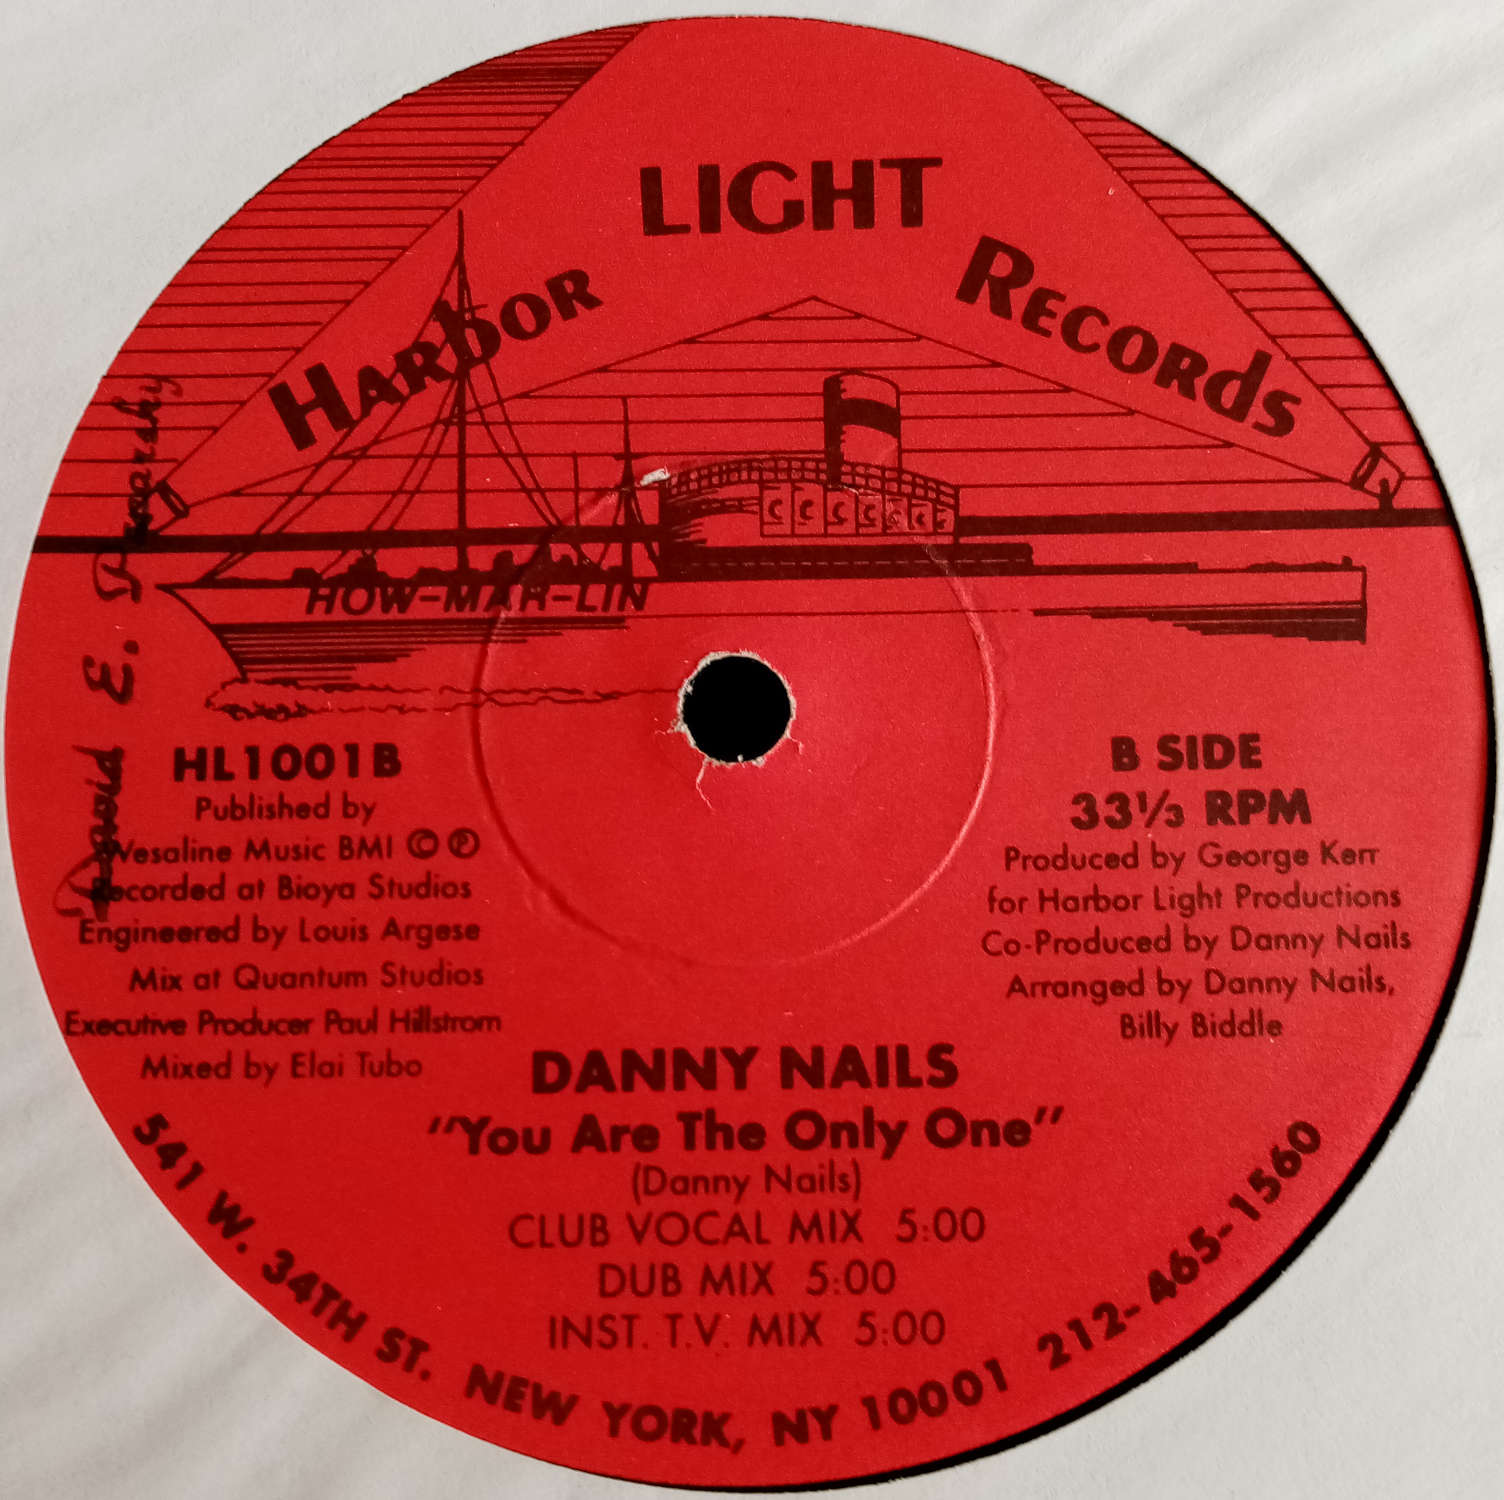 HARBOR LIGHT RECORDS
HOW-MAH-LIN
David E.
HL1001B
Published by
Vesaline Music BMI © ℗
Recorded at Bioya Studios
Engineered by Louis Argese
Mix at Quantum Studios
Executive Producer Paul Hillstrom
Mixed by Elai Tubo
B SIDE
33⅓ RPM
Produced by George Kerr
for Harbor Light Productions
Co-Produced by Danny Nails
Arranged by Danny Nails,
Billy Biddle
DANNY NAILS
"You Are The Only One"
(Danny Nails)
CLUB VOCAL MIX 5:00
DUB MIX 5:00
INST. T.V. MIX 5:00
541 W. 34TH ST. NEW YORK, NY 10001 212-465-1560